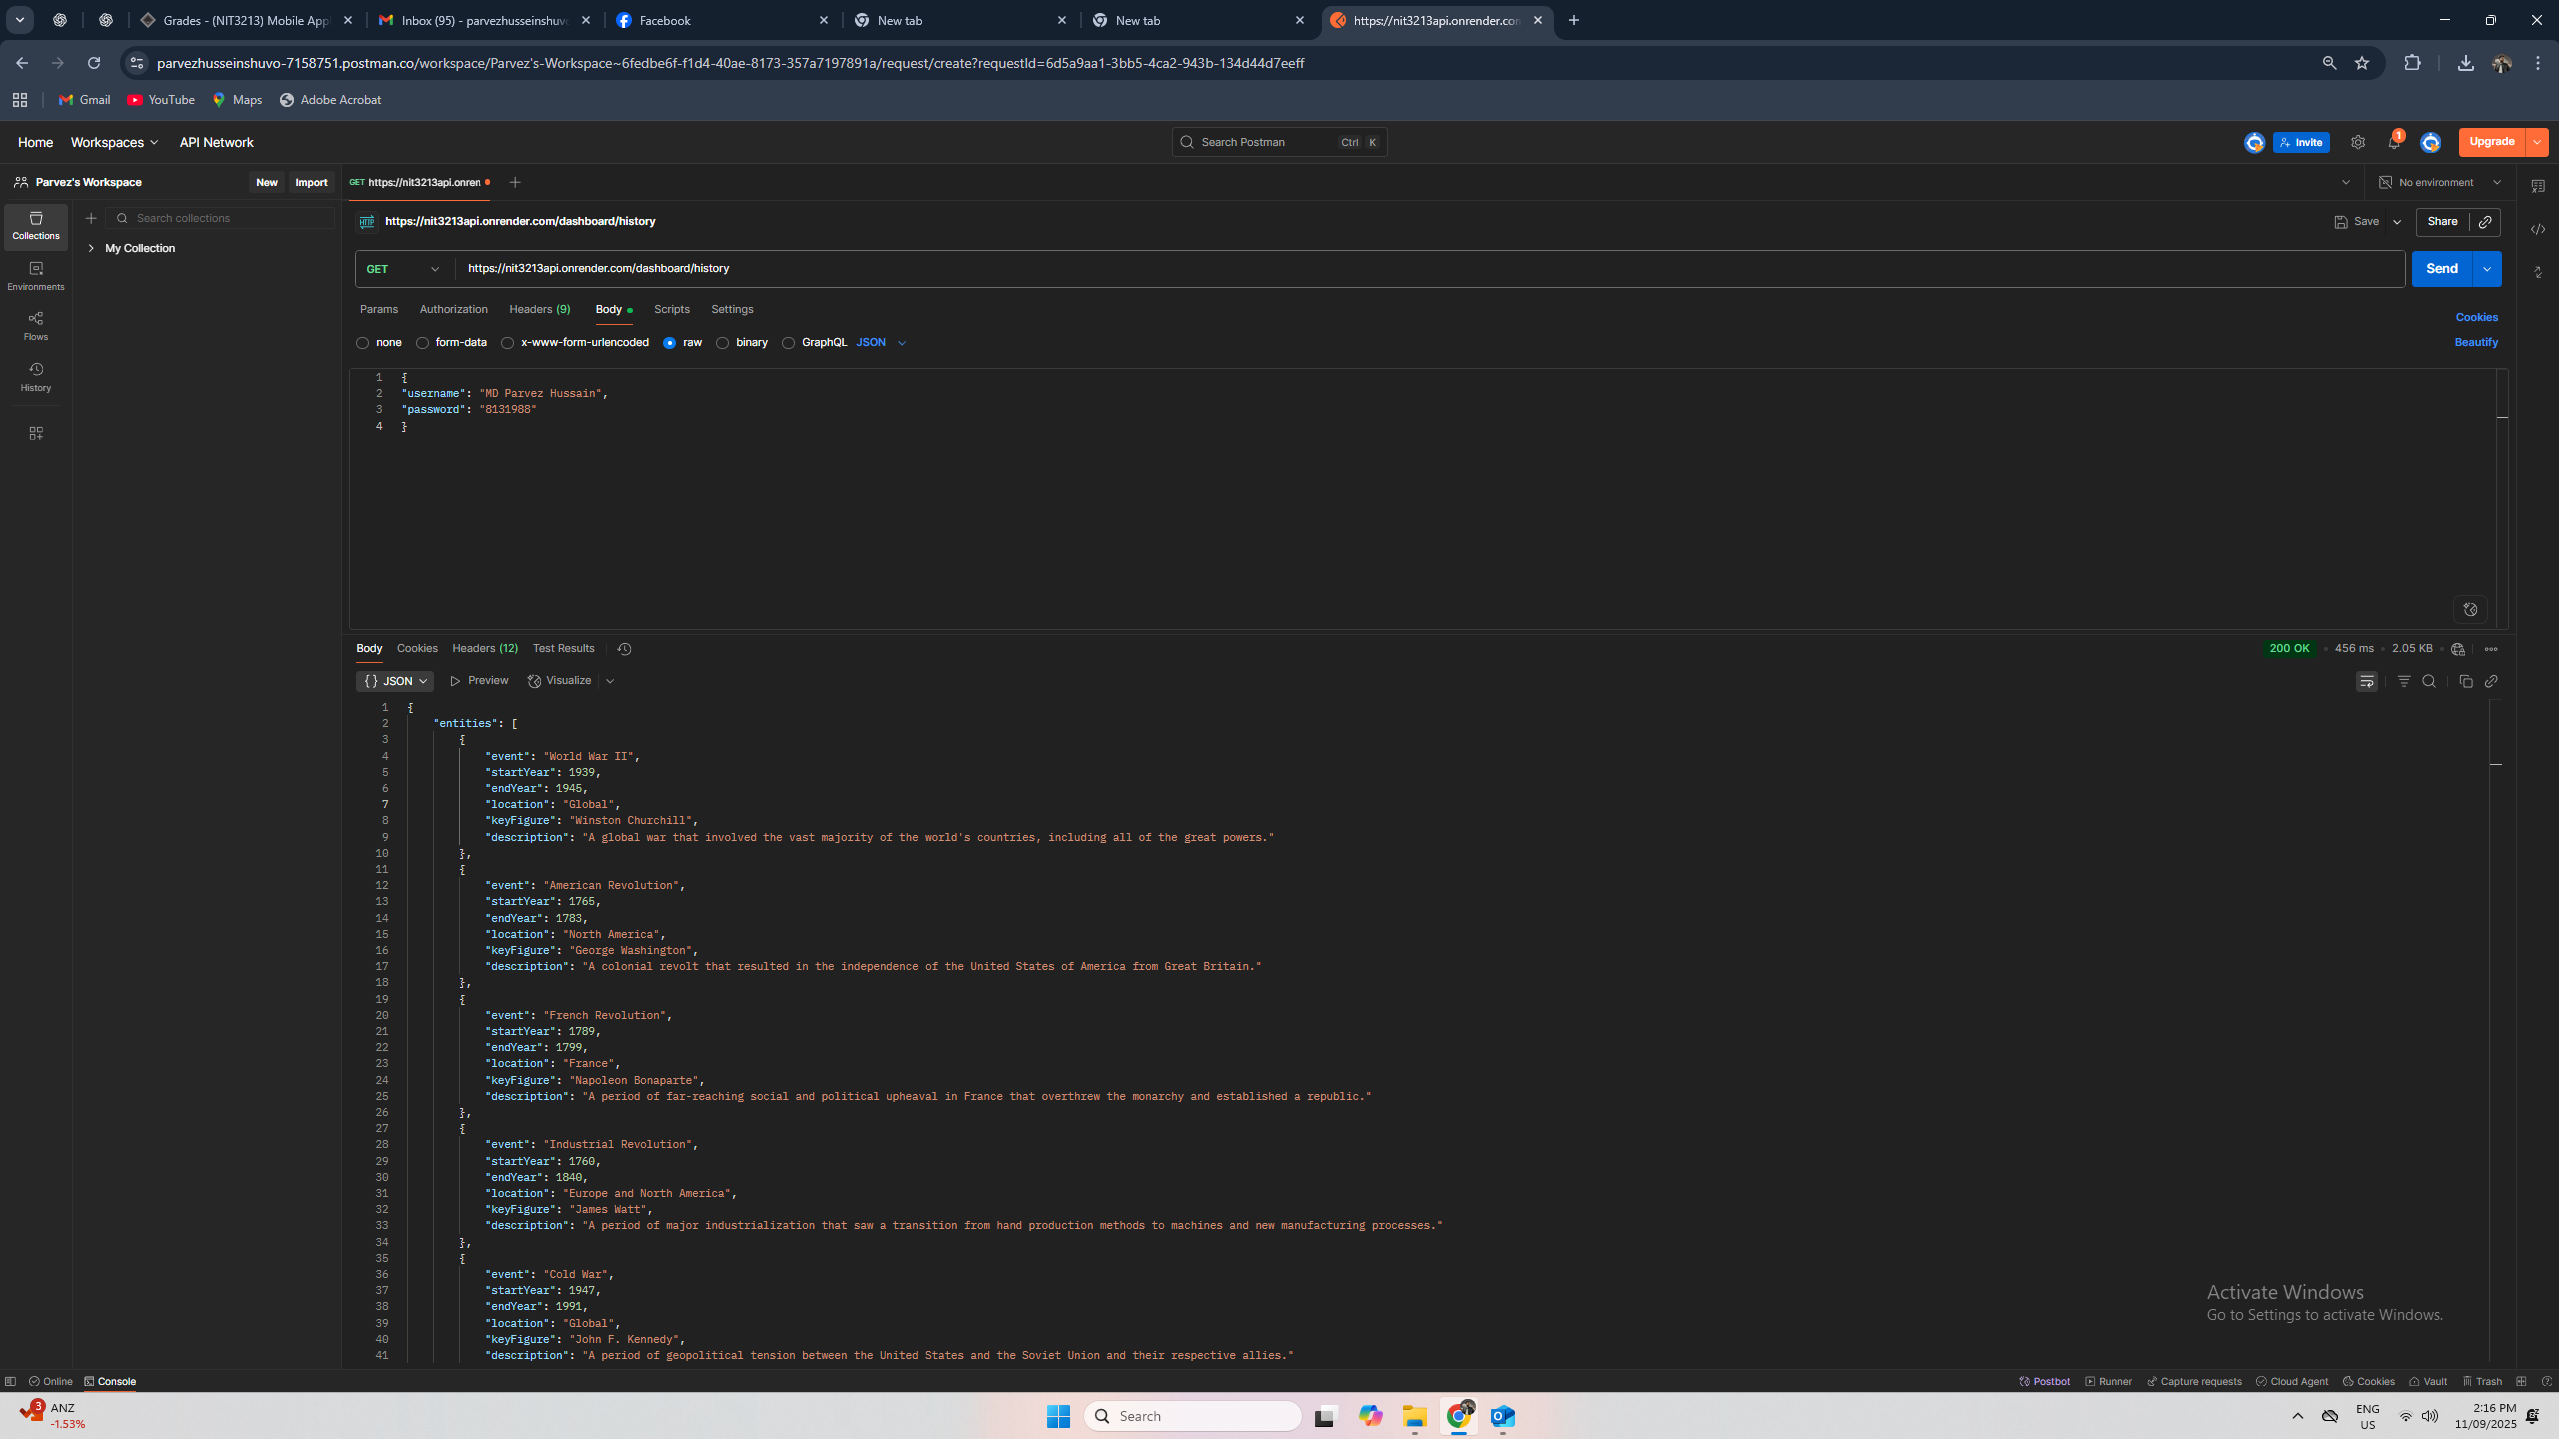 Grades - (NIT3213) Mobile App
Inbox (95) - parvezhusseinshuvo
Facebook
New tab
New tab
https://nit3213api.onrender.com
parvezhusseinshuvo-7158751.postman.co/workspace/Parvez's-Workspace~6fedbe6f-f1d4-40ae-8173-357a7197891a/request/create?requestId=6d5a9aa1-3bb5-4ca2-943b-134d44d7eeff
Gmail
YouTube
Maps
Adobe Acrobat
Home
Workspaces
API Network
Search Postman
Ctrl K
Invite
1
Upgrade
Parvez's Workspace
New
Import
GET https://nit3213api.onren
No environment
Collections
Search collections
My Collection
Environments
Flows
History
HTTP
https://nit3213api.onrender.com/dashboard/history
Save
Share
GET
https://nit3213api.onrender.com/dashboard/history
Send
Params
Authorization
Headers (9)
Body
Scripts
Settings
Cookies
none
form-data
x-www-form-urlencoded
raw
binary
GraphQL
JSON
Beautify
1 {
2 "username": "MD Parvez Hussain",
3 "password": "8131988"
4 }
Body
Cookies
Headers (12)
Test Results
200 OK
456 ms
2.05 KB
{} JSON
Preview
Visualize
1 {
2 "entities": [
3 {
4 "event": "World War II",
5 "startYear": 1939,
6 "endYear": 1945,
7 "location": "Global",
8 "keyFigure": "Winston Churchill",
9 "description": "A global war that involved the vast majority of the world's countries, including all of the great powers."
10 },
11 {
12 "event": "American Revolution",
13 "startYear": 1765,
14 "endYear": 1783,
15 "location": "North America",
16 "keyFigure": "George Washington",
17 "description": "A colonial revolt that resulted in the independence of the United States of America from Great Britain."
18 },
19 {
20 "event": "French Revolution",
21 "startYear": 1789,
22 "endYear": 1799,
23 "location": "France",
24 "keyFigure": "Napoleon Bonaparte",
25 "description": "A period of far-reaching social and political upheaval in France that overthrew the monarchy and established a republic."
26 },
27 {
28 "event": "Industrial Revolution",
29 "startYear": 1760,
30 "endYear": 1840,
31 "location": "Europe and North America",
32 "keyFigure": "James Watt",
33 "description": "A period of major industrialization that saw a transition from hand production methods to machines and new manufacturing processes."
34 },
35 {
36 "event": "Cold War",
37 "startYear": 1947,
38 "endYear": 1991,
39 "location": "Global",
40 "keyFigure": "John F. Kennedy",
41 "description": "A period of geopolitical tension between the United States and the Soviet Union and their respective allies."
Activate Windows
Go to Settings to activate Windows.
Online
Console
Postbot
Runner
Capture requests
Cloud Agent
Cookies
Vault
Trash
3
ANZ
-1.53%
Search
ENG
US
2:16 PM
11/09/2025